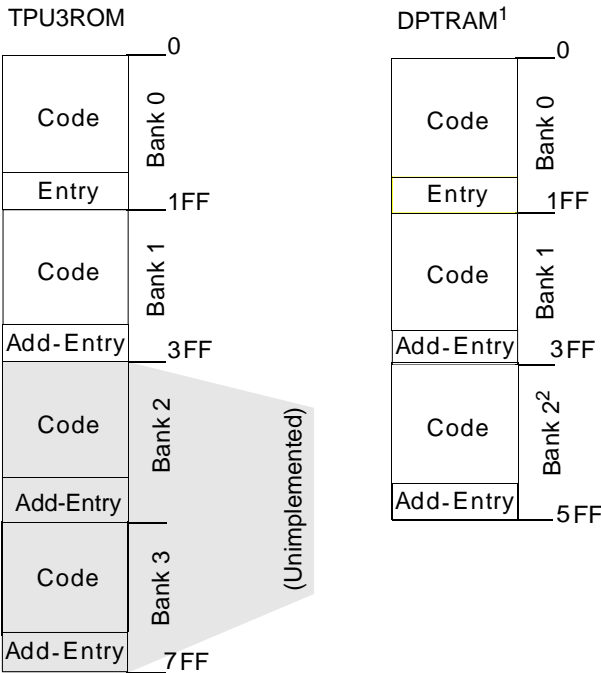 TPU3ROM
0
Code
Bank 0
Entry
1FF
Code
Bank 1
Add-Entry
3FF
Code
Bank 2
Add-Entry
Code
Bank 3
Add-Entry
7FF
(Unimplemented)
DPTRAM1
0
Code
Bank 0
Entry
1FF
Code
Bank 1
Add-Entry
3FF
Code
Bank 22
Add-Entry
5FF